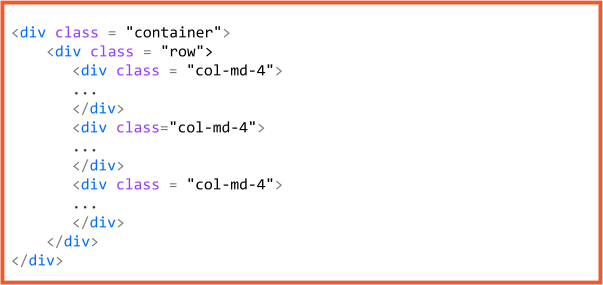 <div class = "container">
<div class = "row">
<div class = "col-md-4">
...
</div>
<div class="col-md-4">
...
</div>
<div class = "col-md-4">
...
</div>
</div>
</div>